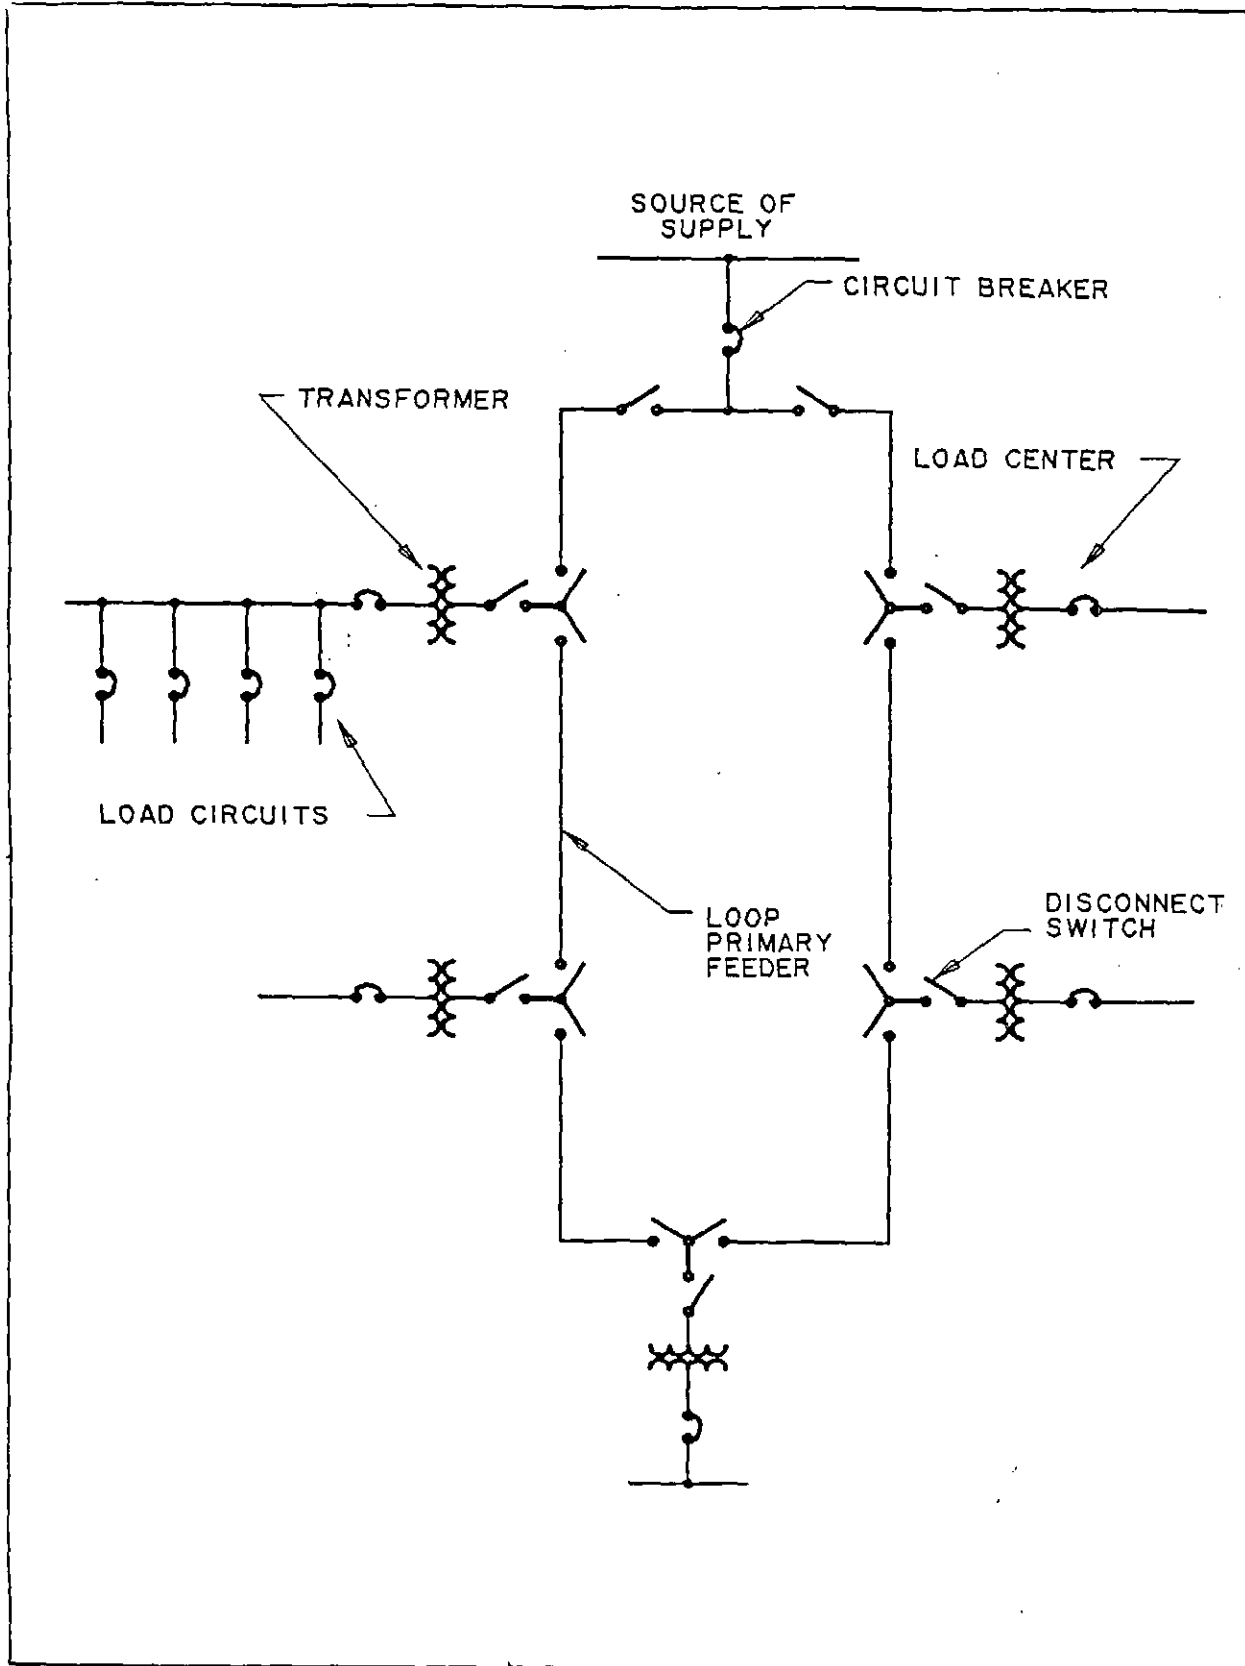 SOURCE OF
SUPPLY
CIRCUIT BREAKER
TRANSFORMER
LOAD CENTER
LOAD CIRCUITS
LOOP
PRIMARY
FEEDER
DISCONNECT
SWITCH